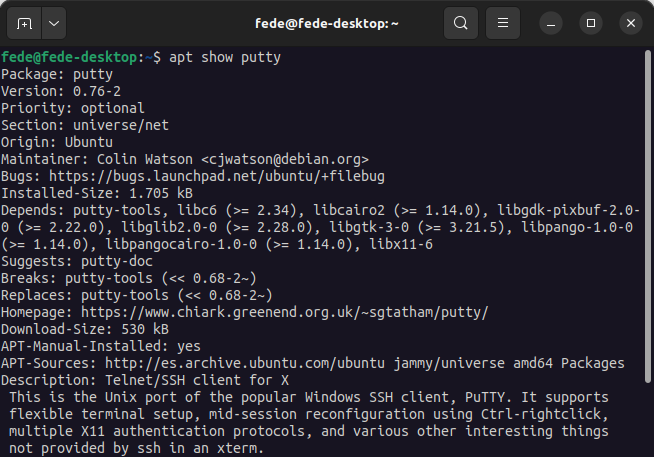 fede@fede-desktop: ~
fede@fede-desktop:~$ apt show putty
Package: putty
Version: 0.76-2
Priority: optional
Section: universe/net
Origin: Ubuntu
Maintainer: Colin Watson <cjwatson@debian.org>
Bugs: https://bugs.launchpad.net/ubuntu/+filebug
Installed-Size: 1.705 kB
Depends: putty-tools, libc6 (>= 2.34), libcairo2 (>= 1.14.0), libgdk-pixbuf-2.0-
0 (>= 2.22.0), libglib2.0-0 (>= 2.28.0), libgtk-3-0 (>= 3.21.5), libpango-1.0-0
(>= 1.14.0), libpangocairo-1.0-0 (>= 1.14.0), libx11-6
Suggests: putty-doc
Breaks: putty-tools (<< 0.68-2~)
Replaces: putty-tools (<< 0.68-2~)
Homepage: https://www.chiark.greenend.org.uk/~sgtatham/putty/
Download-Size: 530 kB
APT-Manual-Installed: yes
APT-Sources: http://es.archive.ubuntu.com/ubuntu jammy/universe amd64 Packages
Description: Telnet/SSH client for X
 This is the Unix port of the popular Windows SSH client, PuTTY. It supports
 flexible terminal setup, mid-session reconfiguration using Ctrl-rightclick,
 multiple X11 authentication protocols, and various other interesting things
 not provided by ssh in an xterm.